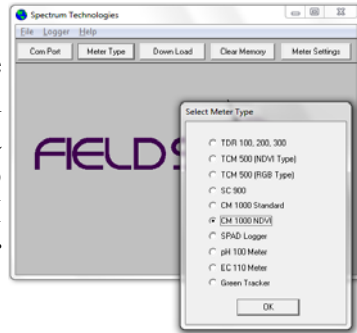 Spectrum Technologies
File Logger Help
Com Port Meter Type Down Load Clear Memory Meter Settings
FIELDS
Select Meter Type
TDR 100, 200, 300
TCM 500 (NDVI Type)
TCM 500 (RGB Type)
SC 900
CM 1000 Standard
CM 1000 NDVI
SPAD Logger
pH 100 Meter
EC 110 Meter
Green Tracker
OK